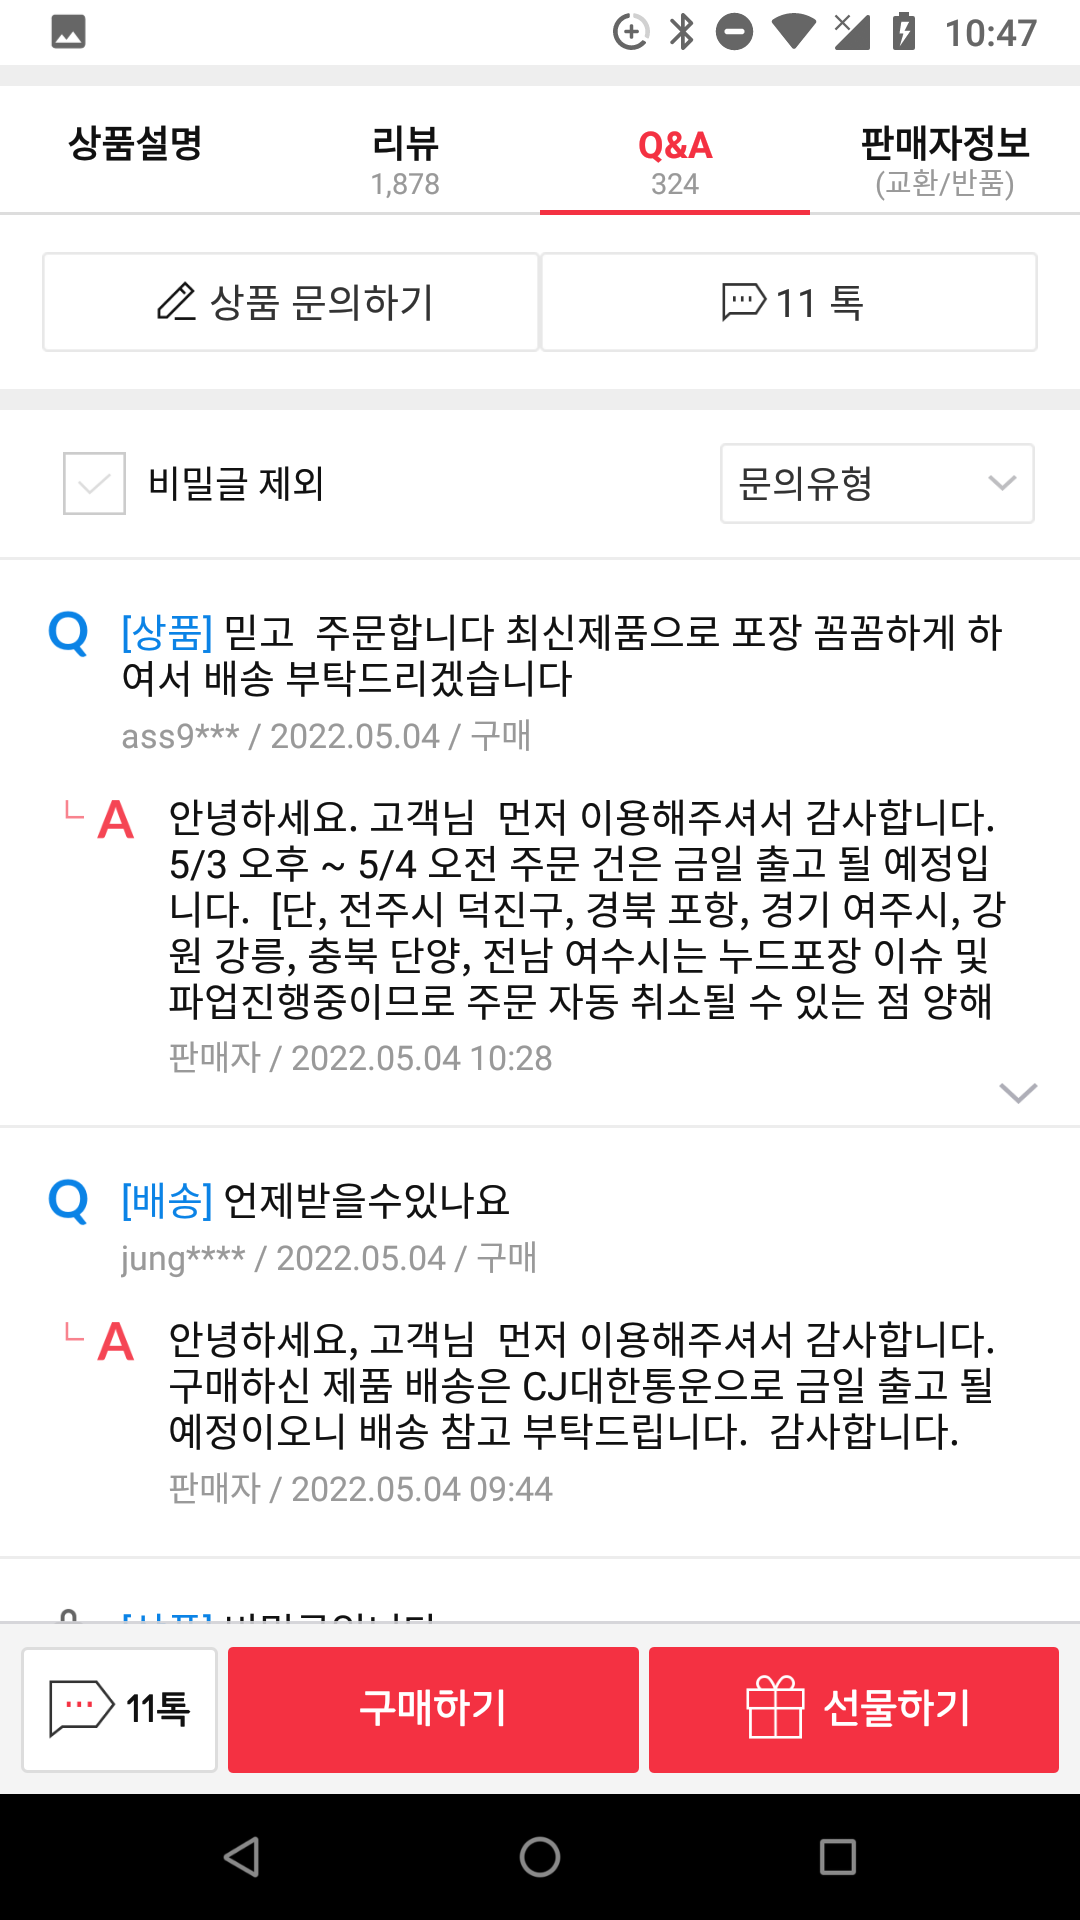 10:47
상품설명 리뷰 Q&A 판매자정보
1,878 324 (교환/반품)
상품 문의하기 11 톡
비밀글 제외 문의유형
Q [상품] 믿고  주문합니다 최신제품으로 포장 꼼꼼하게 하
여서 배송 부탁드리겠습니다
ass9*** / 2022.05.04 / 구매
A 안녕하세요. 고객님  먼저 이용해주셔서 감사합니다.
5/3 오후 ~ 5/4 오전 주문 건은 금일 출고 될 예정입
니다.  [단, 전주시 덕진구, 경북 포항, 경기 여주시, 강
원 강릉, 충북 단양, 전남 여수시는 누드포장 이슈 및
파업진행중이므로 주문 자동 취소될 수 있는 점 양해
판매자 / 2022.05.04 10:28
Q [배송] 언제받을수있나요
jung**** / 2022.05.04 / 구매
A 안녕하세요, 고객님  먼저 이용해주셔서 감사합니다.
구매하신 제품 배송은 CJ대한통운으로 금일 출고 될
예정이오니 배송 참고 부탁드립니다.  감사합니다.
판매자 / 2022.05.04 09:44
11톡 구매하기 선물하기